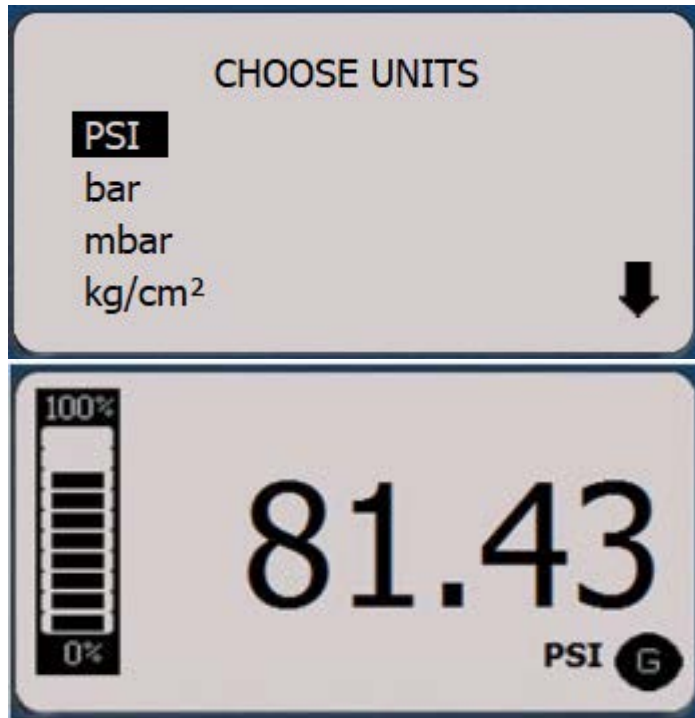 CHOOSE UNITS
PSI
bar
mbar
kg/cm²
100%
81.43
0%
PSI G